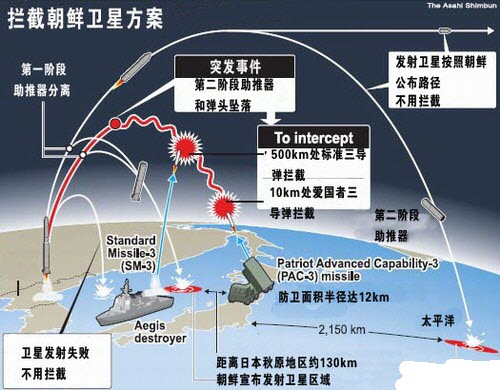 The Asahi Shimbun
拦截朝鲜卫星方案
第一阶段
助推器分离
突发事件
第二阶段助推器
和弹头坠落
发射卫星按照朝鲜
公布路径
不用拦截
To intercept
500km处标准三导
弹拦截
10km处爱国者三
导弹拦截
第二阶段
助推器
Standard
Missile-3
(SM-3)
Patriot Advanced Capability-3
(PAC-3) missile
防卫面积半径达12km
Aegis
destroyer
2,150 km
太平洋
卫星发射失败
不用拦截
距离日本秋原地区约130km
朝鲜宣布发射卫星区域